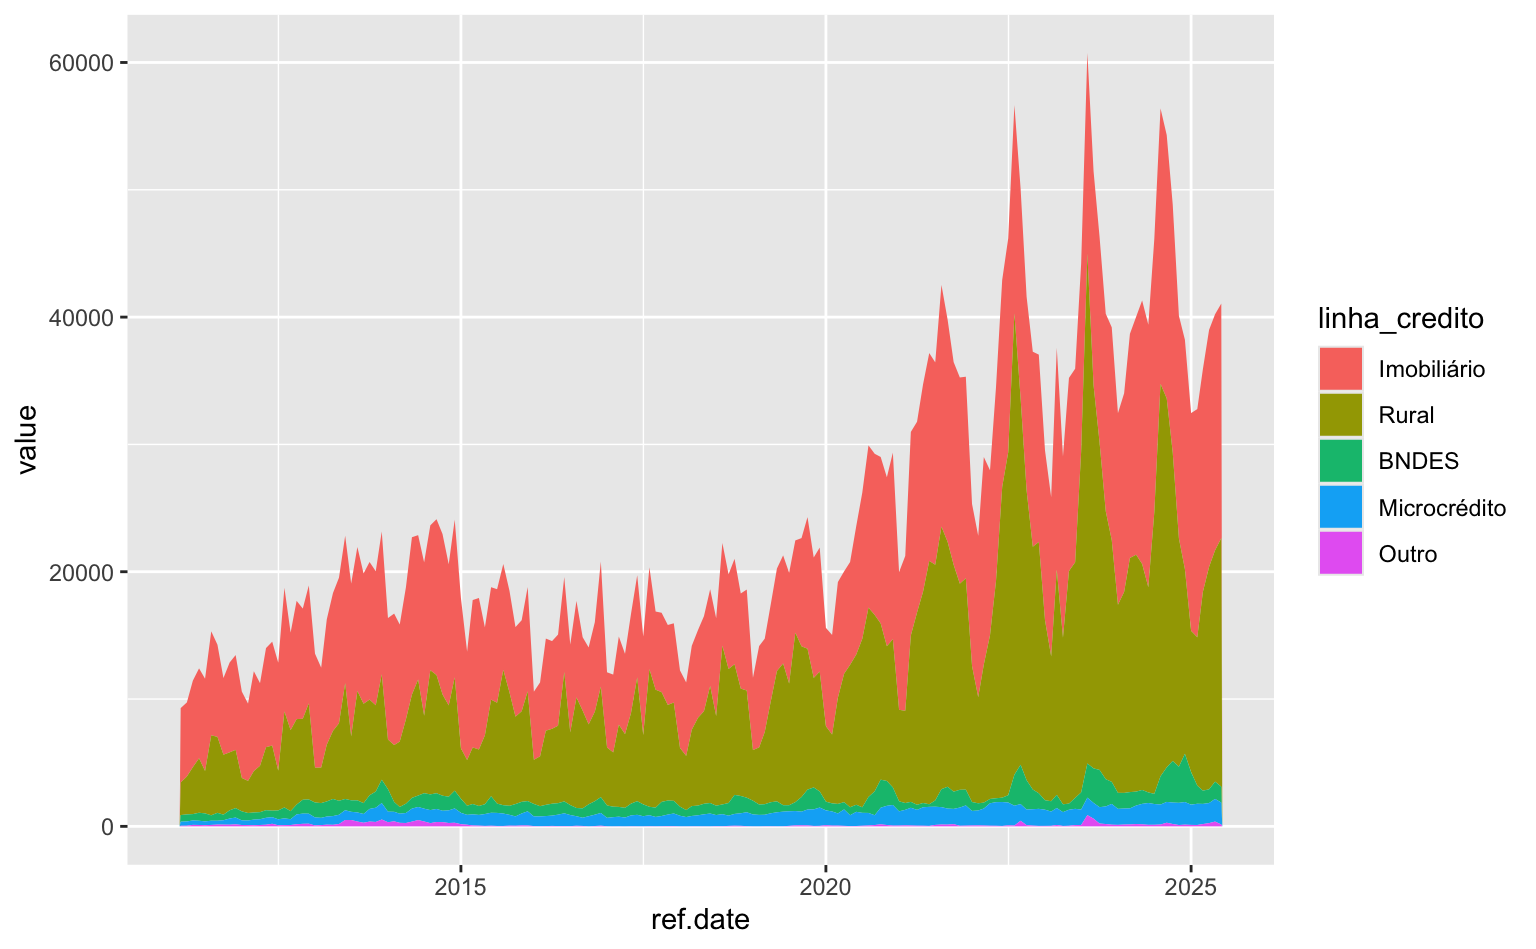 value
60000
40000
20000
0
2015
2020
2025
ref.date
linha_credito
Imobiliário
Rural
BNDES
Microcrédito
Outro